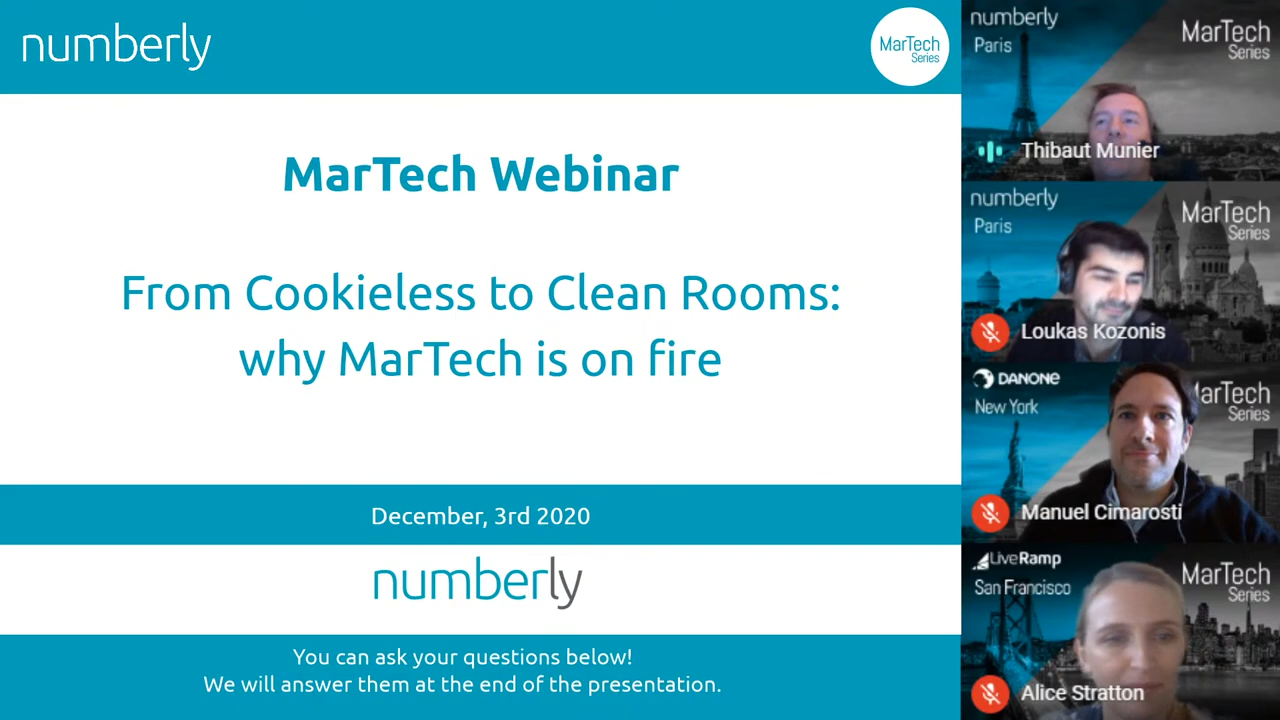 numberly
MarTech
Series
MarTech Webinar
From Cookieless to Clean Rooms:
why MarTech is on fire
December, 3rd 2020
numberly
You can ask your questions below!
We will answer them at the end of the presentation.
numberly
Paris
MarTech
Series
Thibaut Munier
numberly
Paris
MarTech
Series
Loukas Kozonis
DANONE
New York
MarTech
Series
Manuel Cimarosti
LiveRamp
San Francisco
MarTech
Series
Alice Stratton